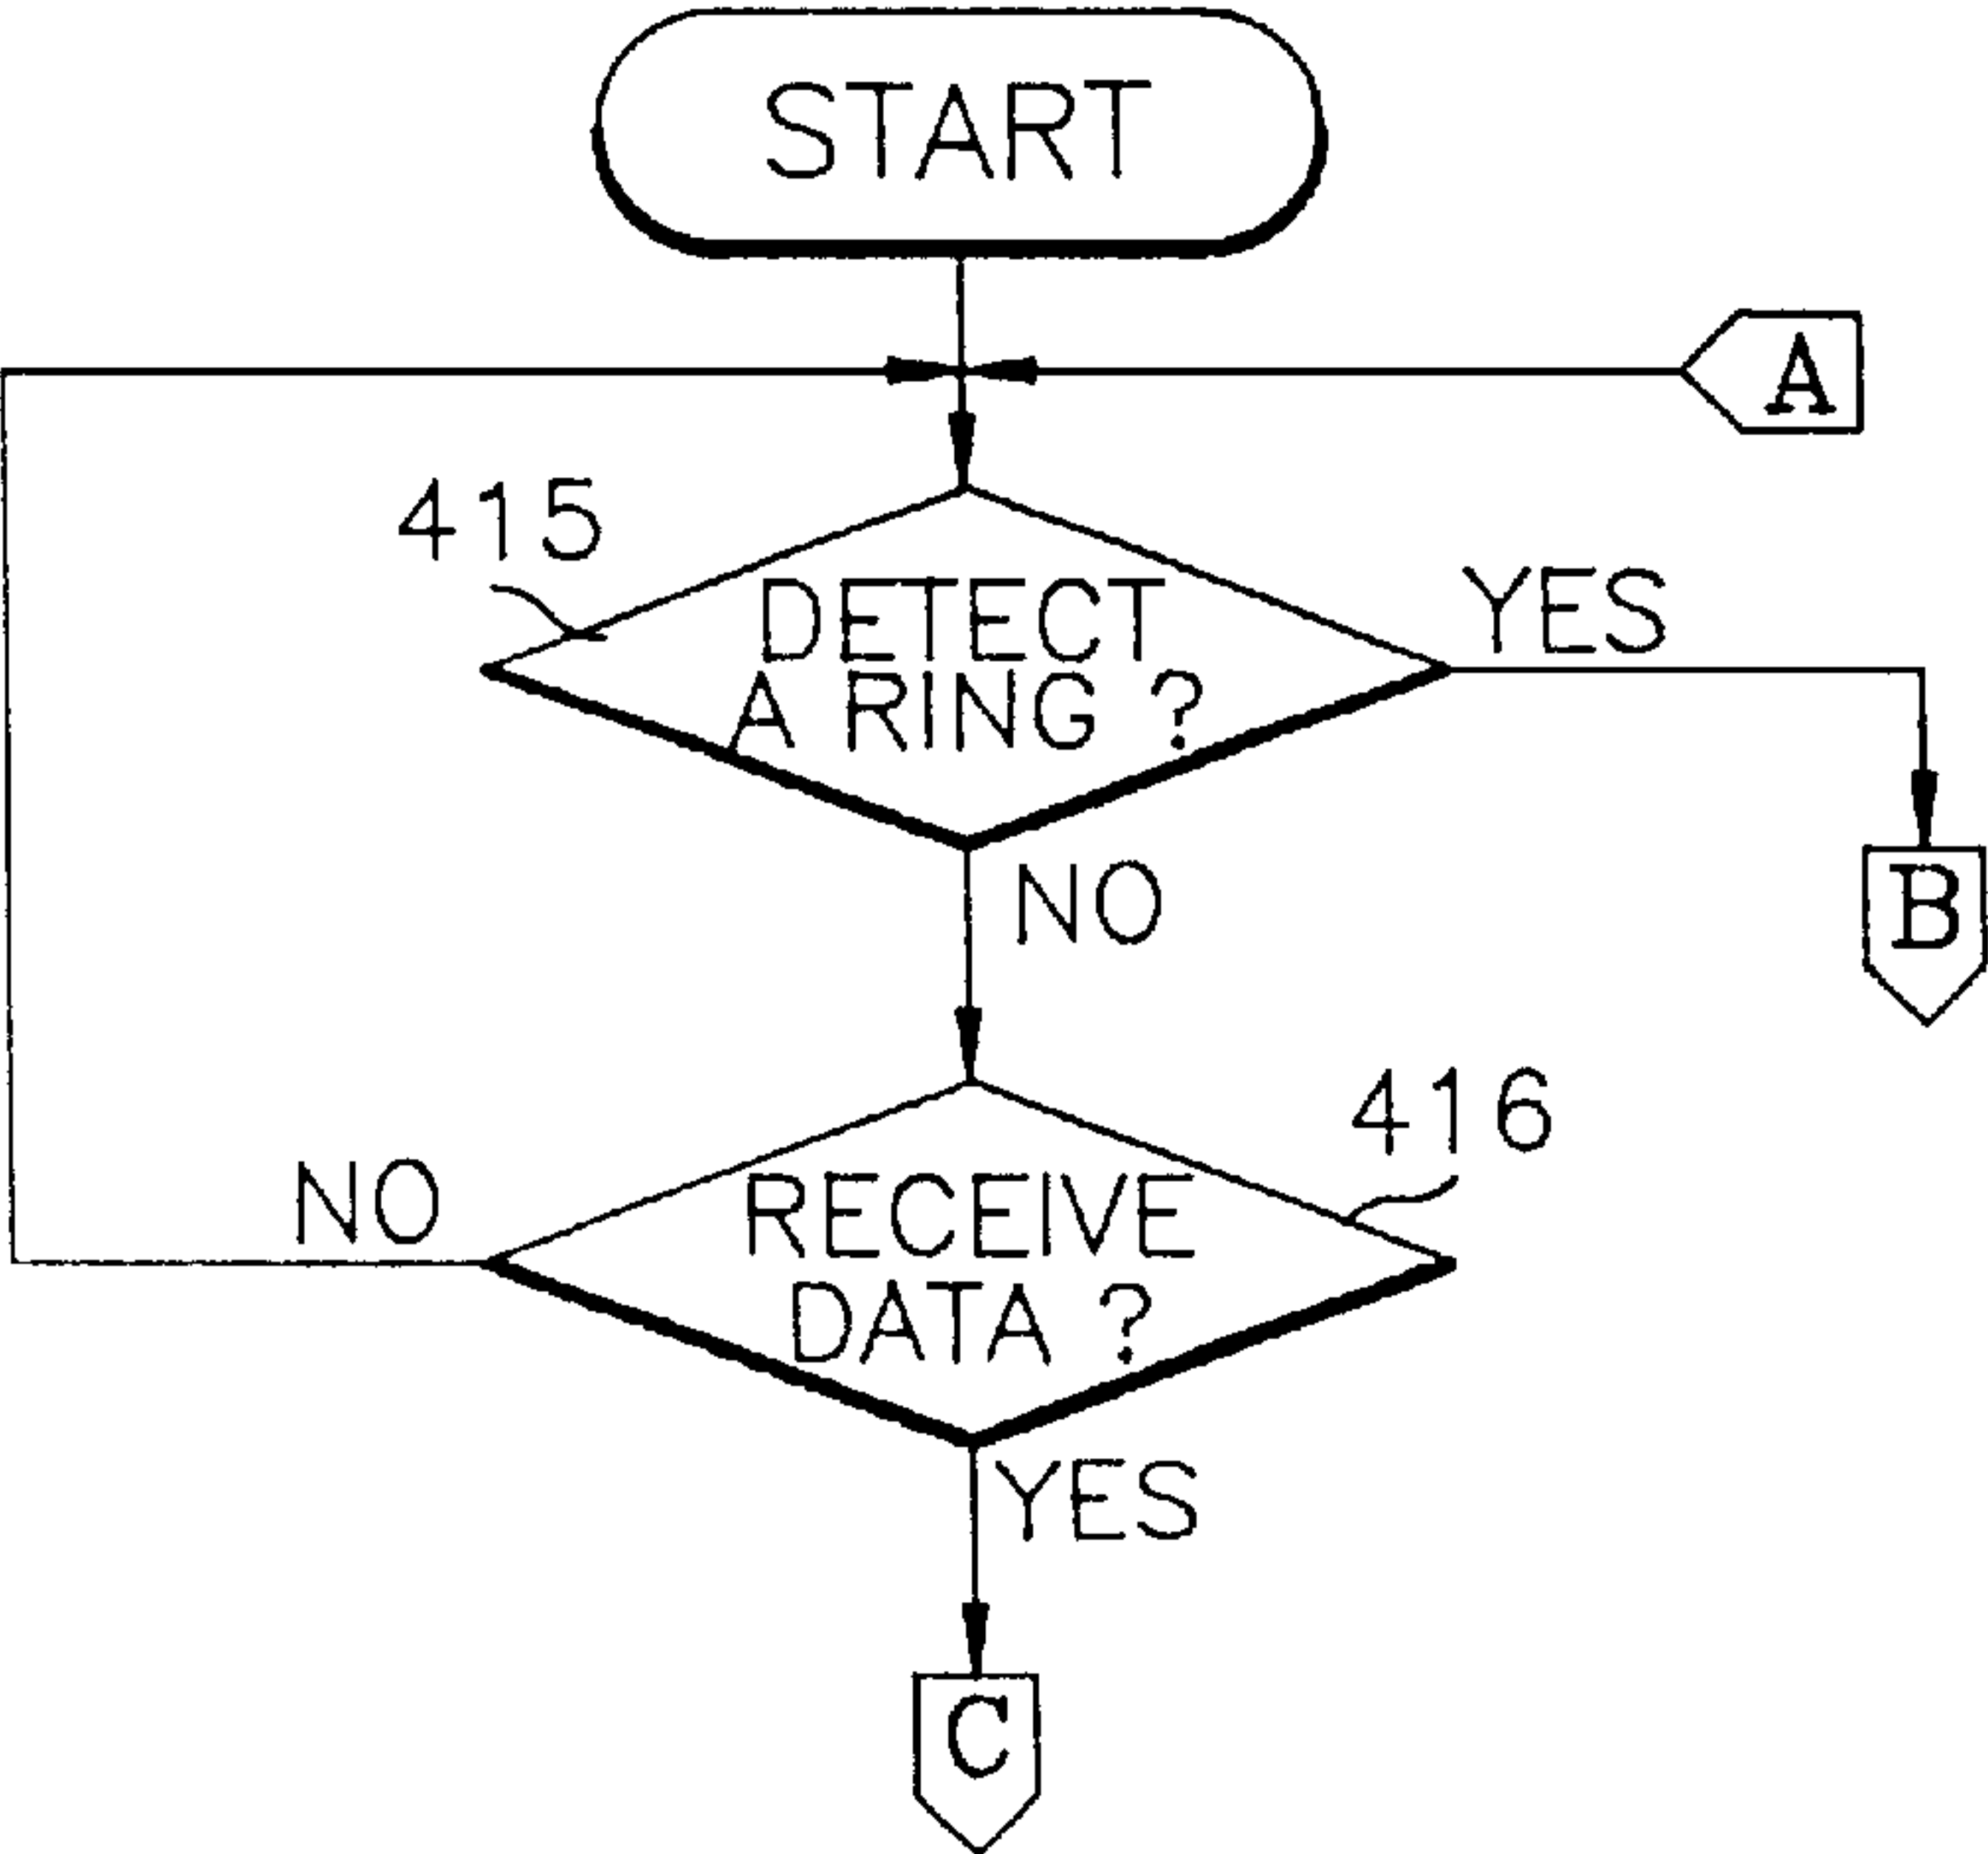 START
A
415
DETECT
A RING ?
YES
B
NO
416
RECEIVE
DATA ?
NO
YES
C